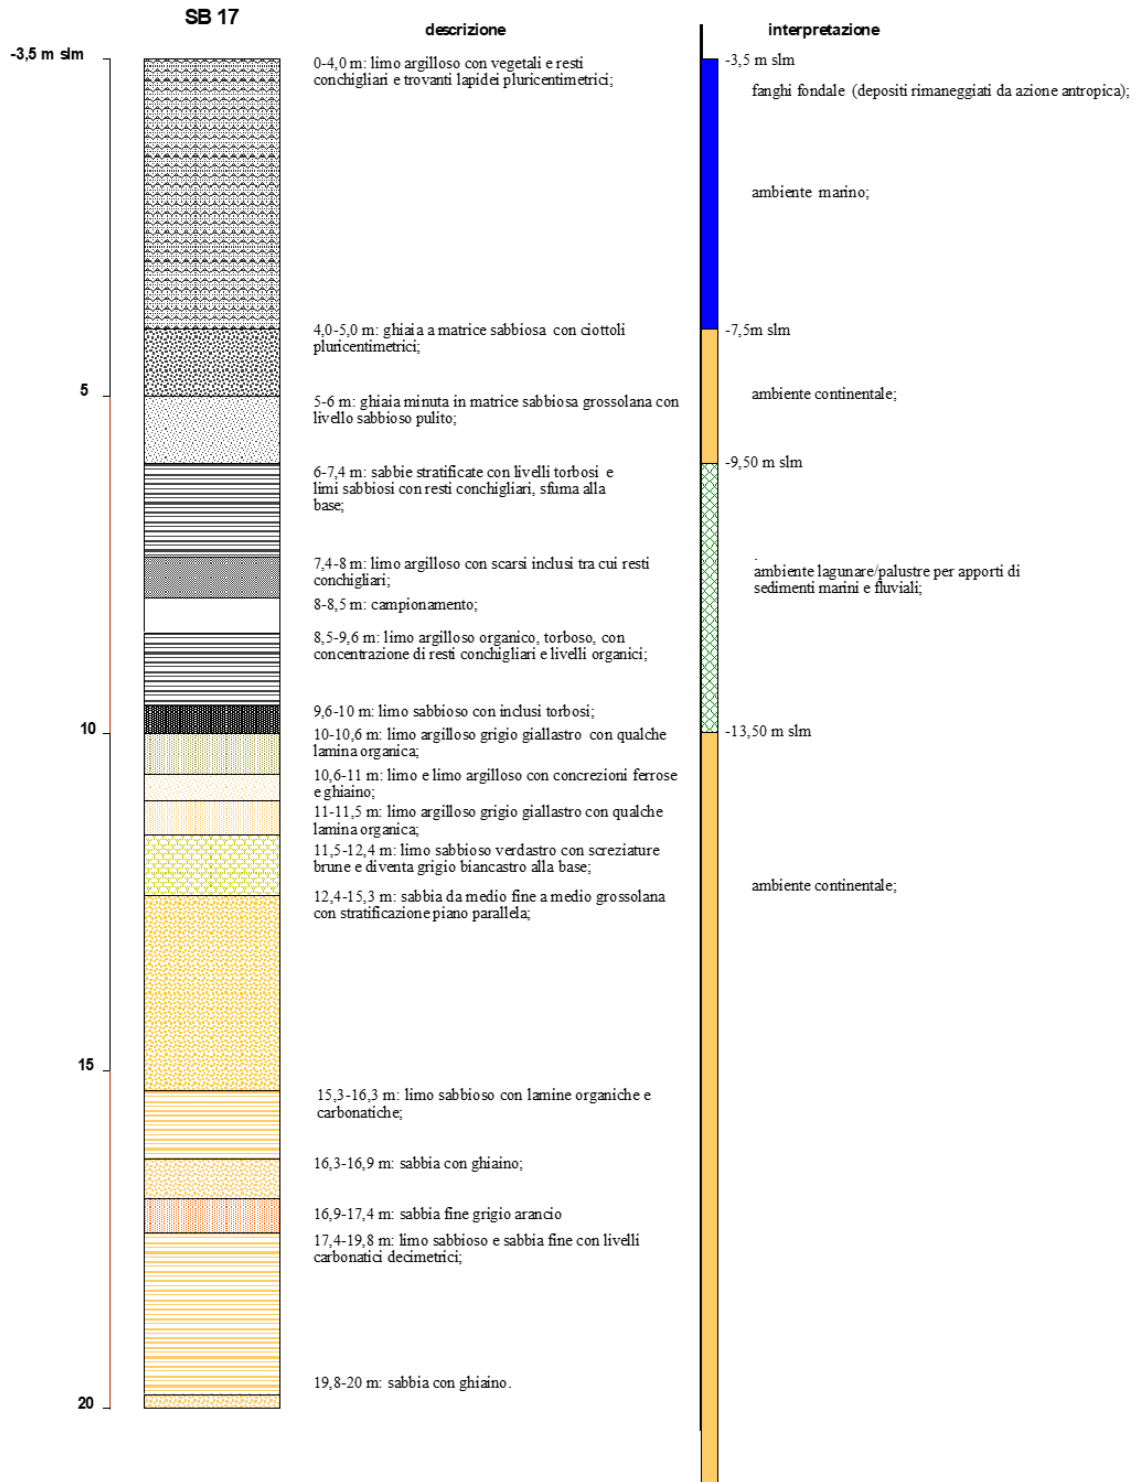 SB 17
descrizione
interpretazione
-3,5 m slm
0-4,0 m: limo argilloso con vegetali e resti
conchigliari e trovanti lapidei pluricentimetrici;
-3,5 m slm
fanghi fondale (depositi rimaneggiati da azione antropica);
ambiente marino;
4,0-5,0 m: ghiaia a matrice sabbiosa con ciottoli
pluricentimetrici;
-7,5m slm
5
5-6 m: ghiaia minuta in matrice sabbiosa grossolana con
livello sabbioso pulito;
ambiente continentale;
-9,50 m slm
6-7,4 m: sabbie stratificate con livelli torbosi e
limi sabbiosi con resti conchigliari, sfuma alla
base;
7,4-8 m: limo argilloso con scarsi inclusi tra cui resti
conchigliari;
.
ambiente lagunare/palustre per apporti di
sedimenti marini e fluviali;
8-8,5 m: campionamento;
8,5-9,6 m: limo argilloso organico, torboso, con
concentrazione di resti conchigliari e livelli organici;
9,6-10 m: limo sabbioso con inclusi torbosi;
10
-13,50 m slm
10-10,6 m: limo argilloso grigio giallastro con qualche
lamina organica;
10,6-11 m: limo e limo argilloso con concrezioni ferrose
e ghiaino;
11-11,5 m: limo argilloso grigio giallastro con qualche
lamina organica;
11,5-12,4 m: limo sabbioso verdastro con screziature
brune e diventa grigio biancastro alla base;
12,4-15,3 m: sabbia da medio fine a medio grossolana
con stratificazione piano parallela;
ambiente continentale;
15
15,3-16,3 m: limo sabbioso con lamine organiche e
carbonatiche;
16,3-16,9 m: sabbia con ghiaino;
16,9-17,4 m: sabbia fine grigio arancio
17,4-19,8 m: limo sabbioso e sabbia fine con livelli
carbonatici decimetrici;
19,8-20 m: sabbia con ghiaino.
20